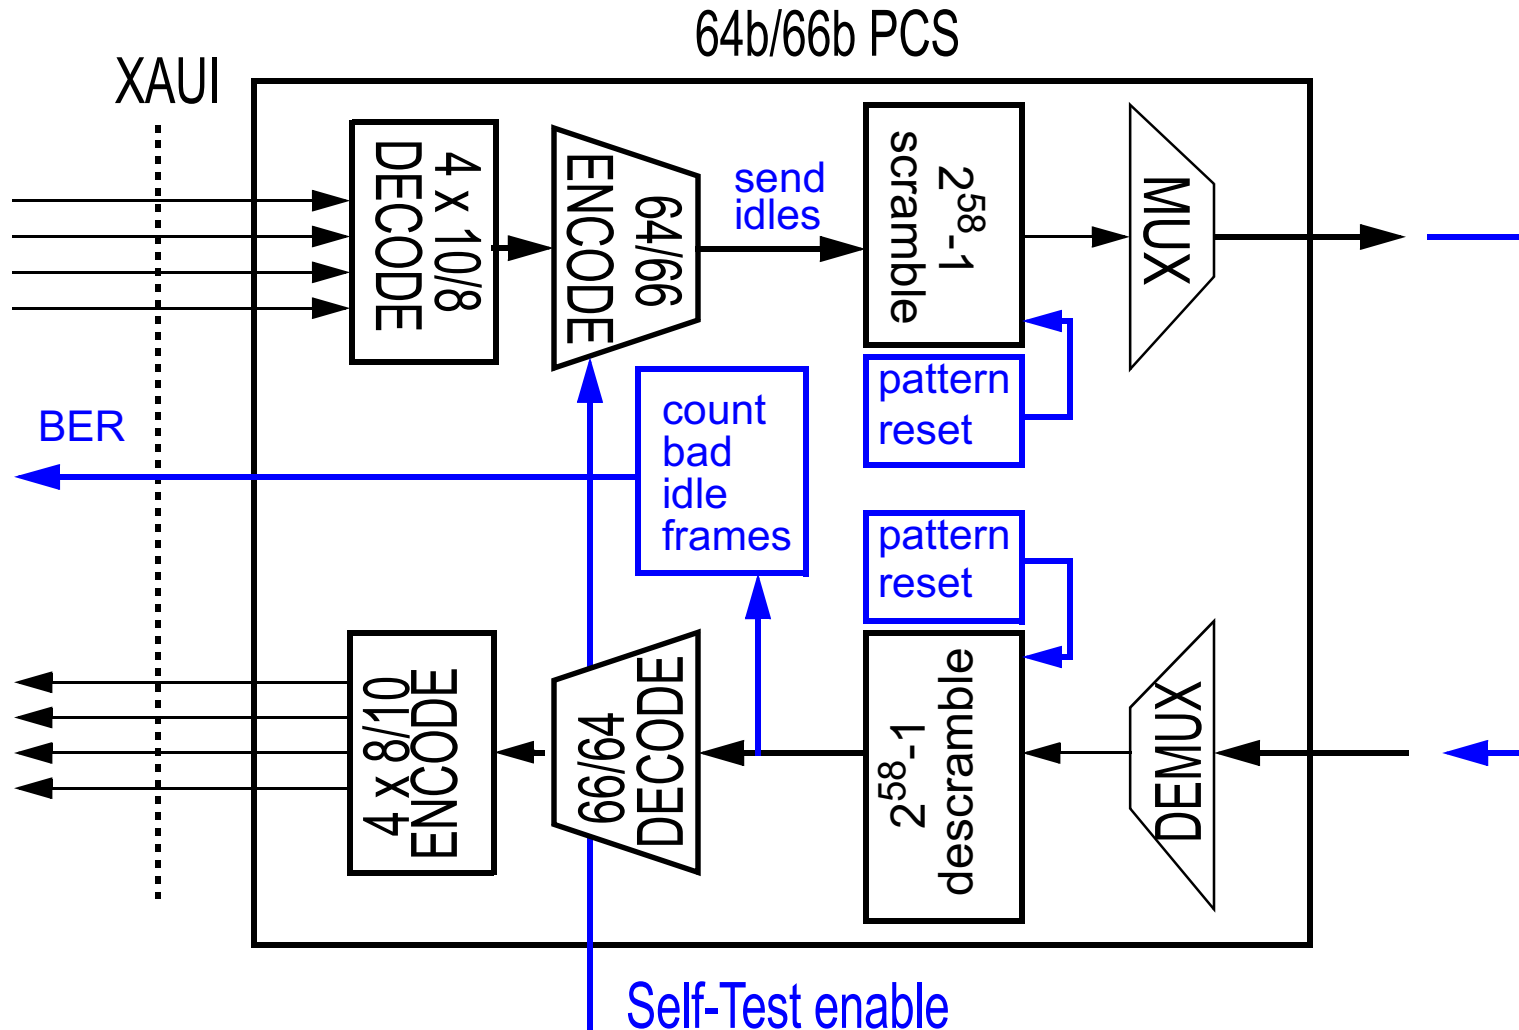 64b/66b PCS
XAUI
4 x 10/8
DECODE
64/66
ENCODE
send
idles
2^58-1
scramble
MUX
pattern
reset
BER
count
bad
idle
frames
pattern
reset
4 x 8/10
ENCODE
66/64
DECODE
2^58-1
descramble
DEMUX
Self-Test enable